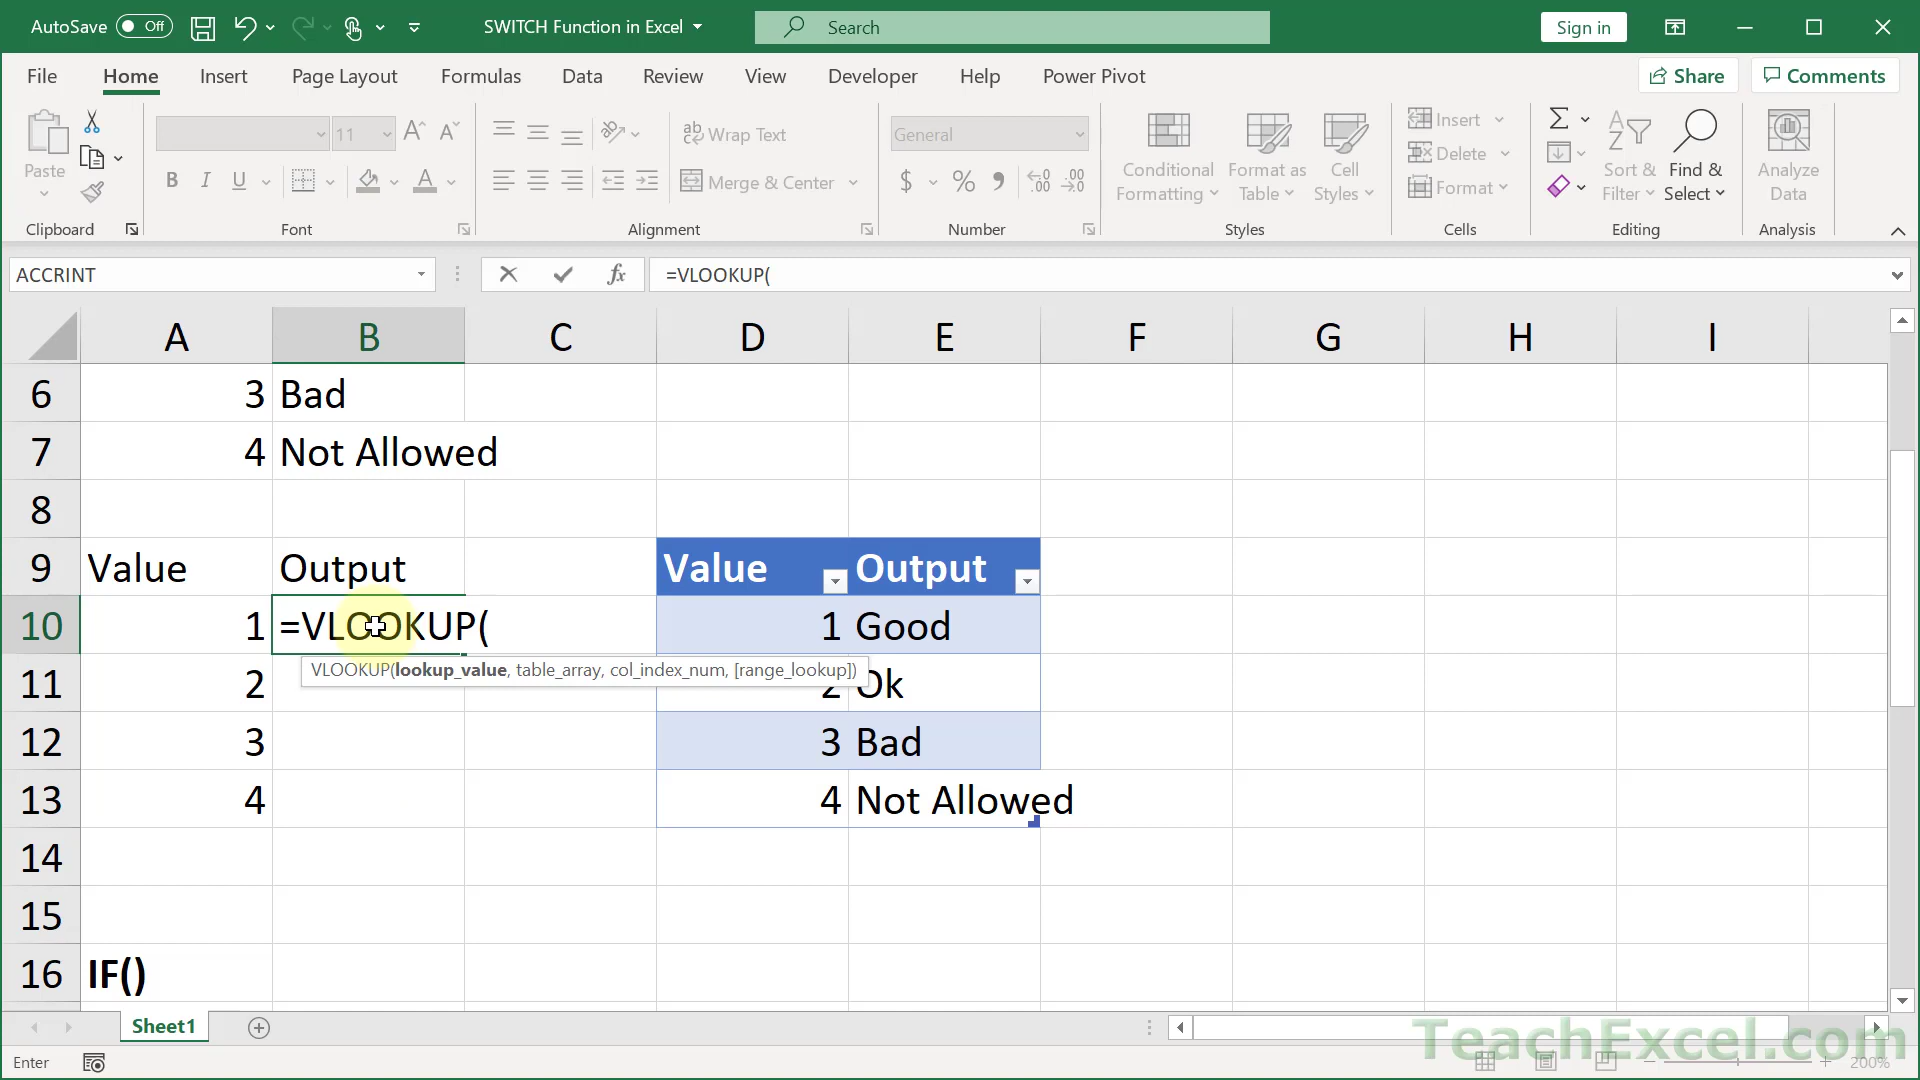 AutoSave Off SWITCH Function in Excel Search Sign in
File Home Insert Page Layout Formulas Data Review View Developer Help Power Pivot Share Comments
Paste
Clipboard
11
B I U
Font
Wrap Text
Merge & Center
Alignment
General
$ % 9
Number
Conditional Formatting
Format as Table
Cell Styles
Styles
Insert
Delete
Format
Cells
Sort & Filter
Find & Select
Editing
Analyze Data
Analysis
ACCRINT fx =VLOOKUP(
A B C D E F G H I
6 3 Bad
7 4 Not Allowed
8
9 Value Output Value Output
10 1 =VLOOKUP( 1 Good
VLOOKUP(lookup_value, table_array, col_index_num, [range_lookup])
11 2 2 Ok
12 3 3 Bad
13 4 4 Not Allowed
14
15
16 IF()
Sheet1
TeachExcel.com
Enter 200%